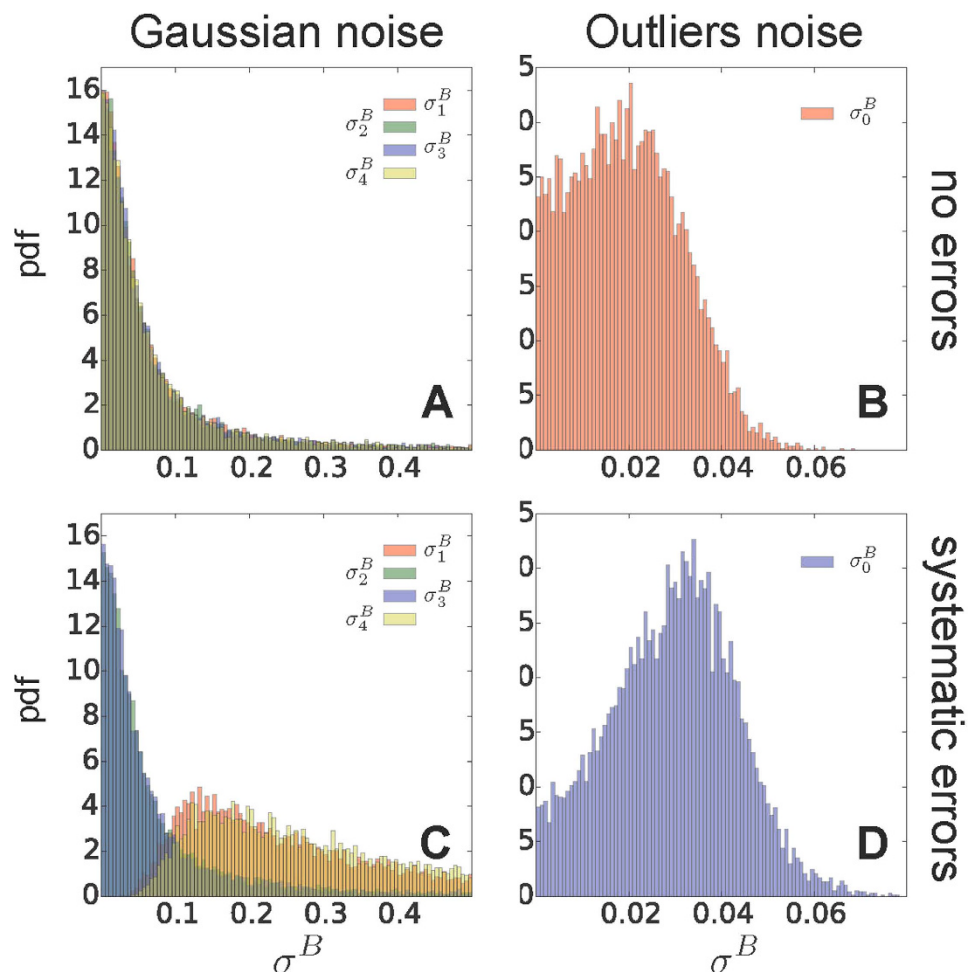 Gaussian noise
Outliers noise
16
14
12
10
8
6
4
2
0
pdf
σ_1^B
σ_2^B
σ_3^B
σ_4^B
A
0.1
0.2
0.3
0.4
5
0
5
0
5
0
5
0
σ_0^B
B
0.02
0.04
0.06
no errors
16
14
12
10
8
6
4
2
0
pdf
σ_1^B
σ_2^B
σ_3^B
σ_4^B
C
0.1
0.2
0.3
0.4
σ^B
5
0
5
0
5
0
5
0
σ_0^B
D
0.02
0.04
0.06
σ^B
systematic errors